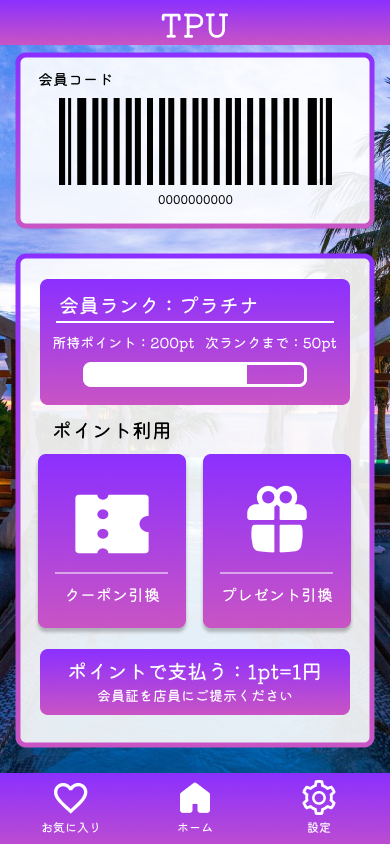 TPU
会員コード
0000000000
会員ランク：プラチナ
所持ポイント：200pt 次ランクまで：50pt
ポイント利用
クーポン引換
プレゼント引換
ポイントで支払う：1pt=1円
会員証を店員にご提示ください
お気に入り
ホーム
設定